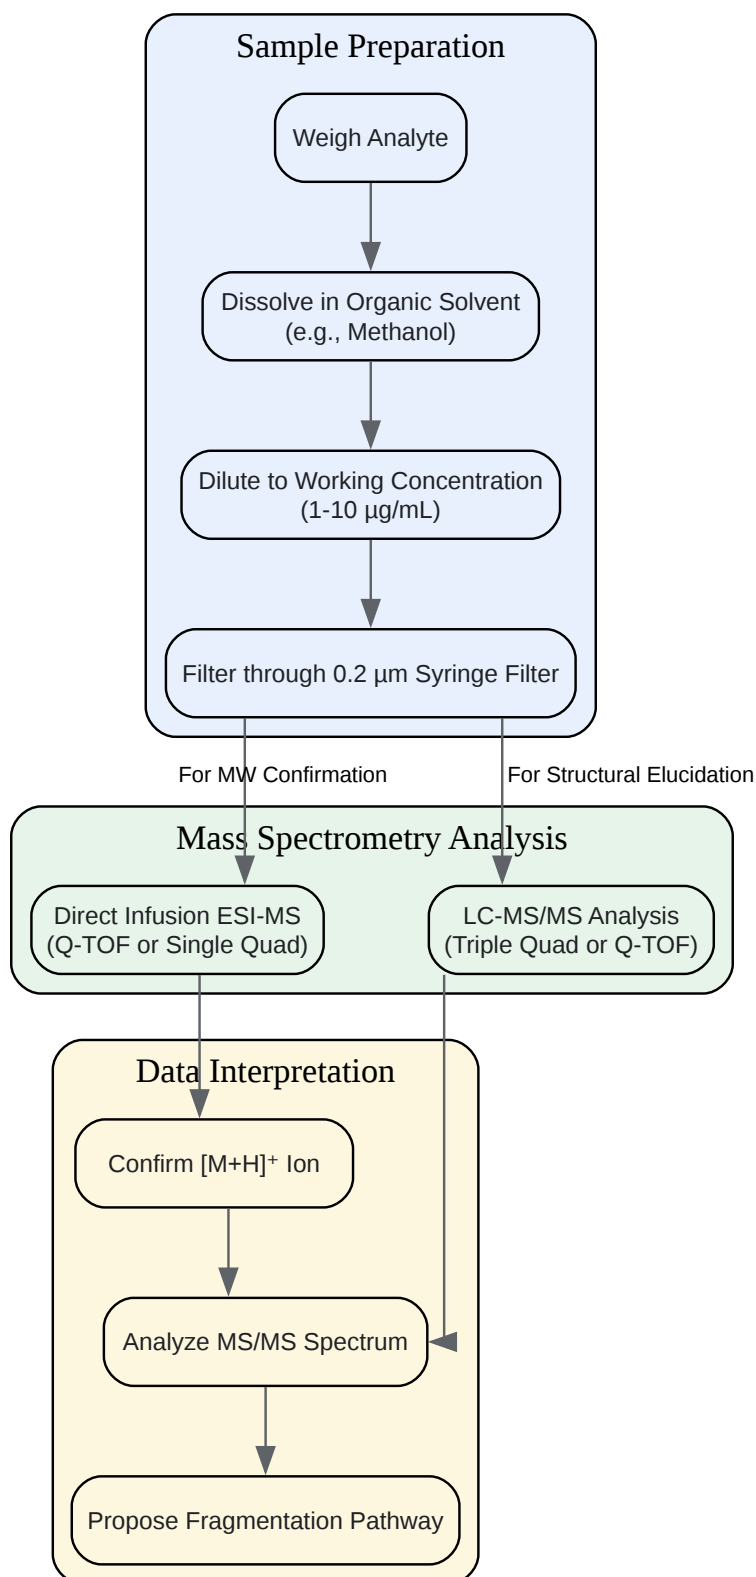 Sample Preparation
Weigh Analyte
Dissolve in Organic Solvent
(e.g., Methanol)
Dilute to Working Concentration
(1-10 µg/mL)
Filter through 0.2 µm Syringe Filter
For MW Confirmation
For Structural Elucidation
Mass Spectrometry Analysis
Direct Infusion ESI-MS
(Q-TOF or Single Quad)
LC-MS/MS Analysis
(Triple Quad or Q-TOF)
Data Interpretation
Confirm [M+H]⁺ Ion
Analyze MS/MS Spectrum
Propose Fragmentation Pathway